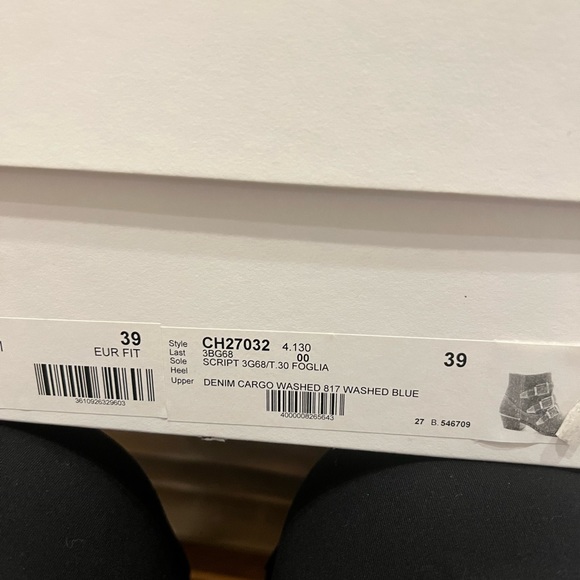 39
EUR FIT
3610926329603
Style CH27032 4.130
Last 3BG68 00
Sole SCRIPT 3G68/T.30 FOGLIA
Heel
Upper DENIM CARGO WASHED 817 WASHED BLUE
4000008265643
39
27 B. 546709